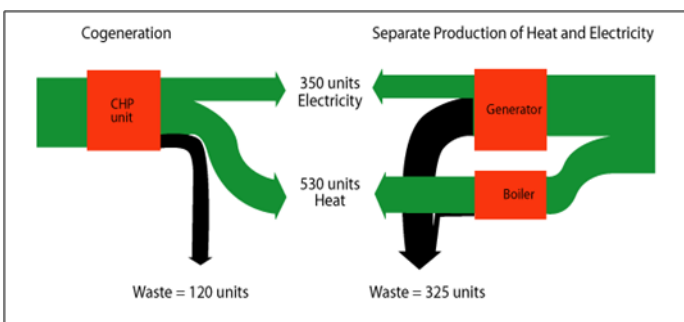 Cogeneration
Separate Production of Heat and Electricity
CHP
unit
350 units
Electricity
Generator
530 units
Heat
Boiler
Waste = 120 units
Waste = 325 units